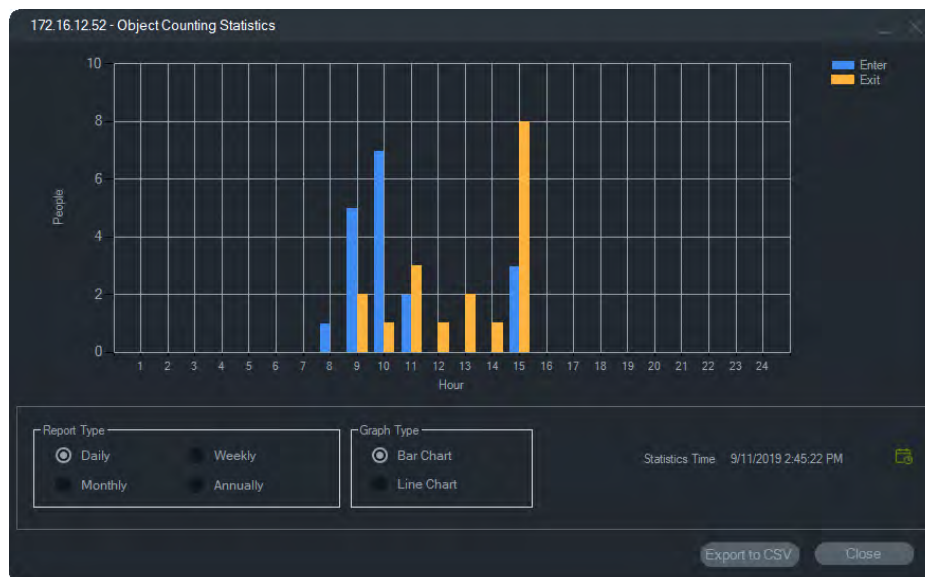 172.16.12.52 - Object Counting Statistics
10
8
6
4
2
0
People
1 2 3 4 5 6 7 8 9 10 11 12 13 14 15 16 17 18 19 20 21 22 23 24
Hour
Enter
Exit
Report Type
Daily Weekly
Monthly Annually
Graph Type
Bar Chart
Line Chart
Statistics Time 9/11/2019 2:45:22 PM
Export to CSV Close